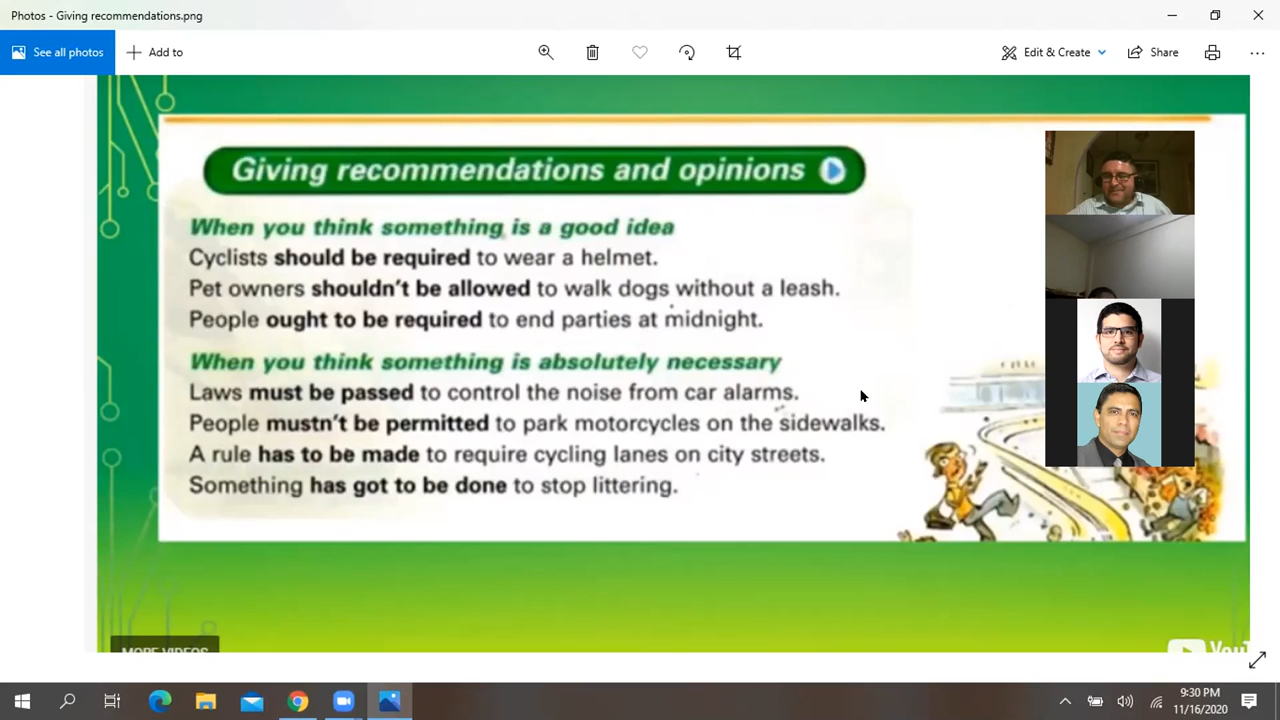 Photos - Giving recommendations.png
See all photos
Add to
Edit & Create
Share
Giving recommendations and opinions
When you think something is a good idea
Cyclists should be required to wear a helmet.
Pet owners shouldn't be allowed to walk dogs without a leash.
People ought to be required to end parties at midnight.
When you think something is absolutely necessary
Laws must be passed to control the noise from car alarms.
People mustn't be permitted to park motorcycles on the sidewalks.
A rule has to be made to require cycling lanes on city streets.
Something has got to be done to stop littering.
MORE VIDEOS
9:30 PM
11/16/2020